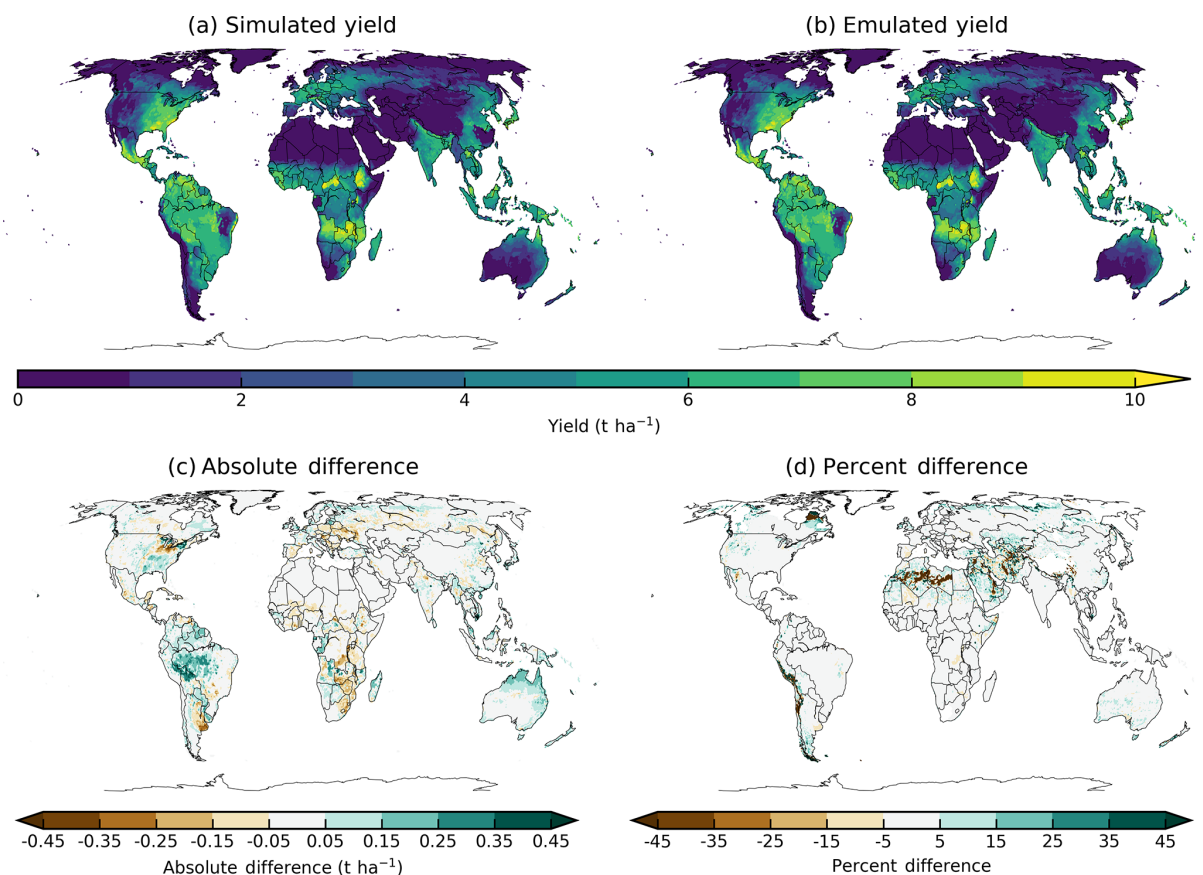 (a) Simulated yield
(b) Emulated yield
0 2 4 6 8 10
Yield (t ha⁻¹)
(c) Absolute difference
(d) Percent difference
-0.45 -0.35 -0.25 -0.15 -0.05 0.05 0.15 0.25 0.35 0.45
-45 -35 -25 -15 -5 5 15 25 35 45
Absolute difference (t ha⁻¹)
Percent difference